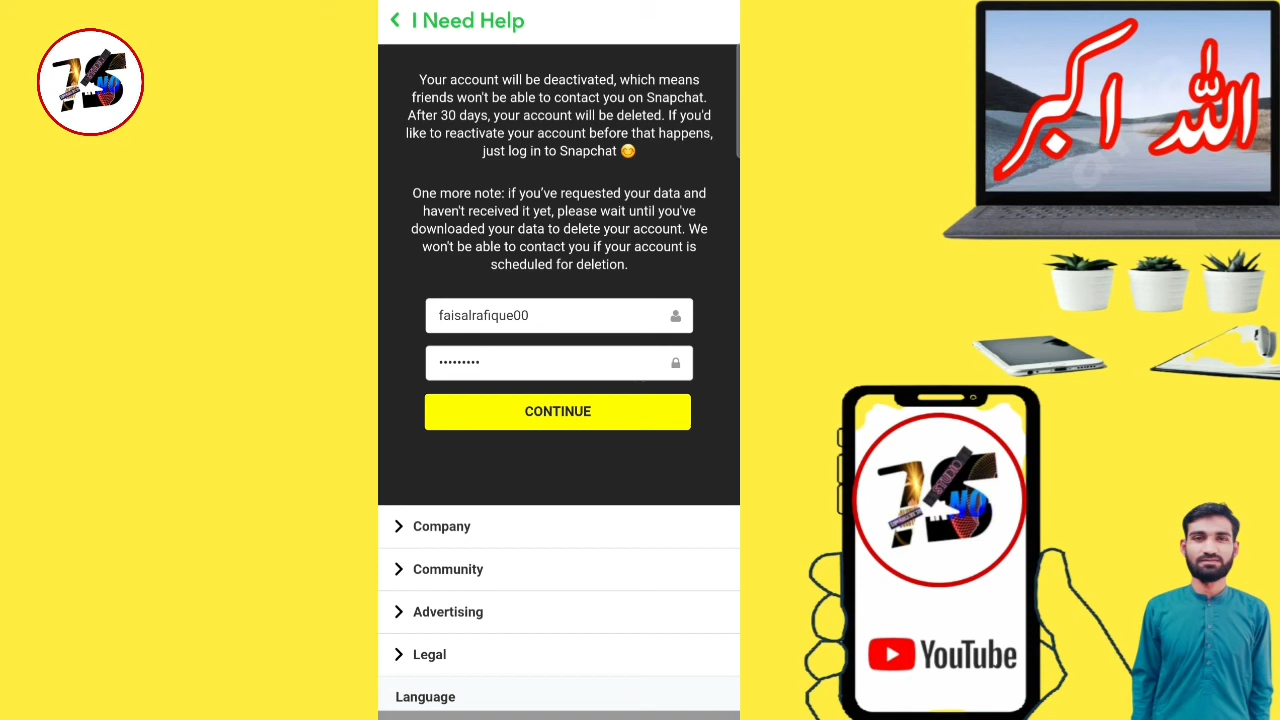 I Need Help
Your account will be deactivated, which means
friends won't be able to contact you on Snapchat.
After 30 days, your account will be deleted. If you'd
like to reactivate your account before that happens,
just log in to Snapchat 😊
One more note: if you’ve requested your data and
haven't received it yet, please wait until you've
downloaded your data to delete your account. We
won't be able to contact you if your account is
scheduled for deletion.
faisalrafique00
•••••••••
CONTINUE
Company
Community
Advertising
Legal
Language
اللہ اکبر
STUDIO
NO
YouTube